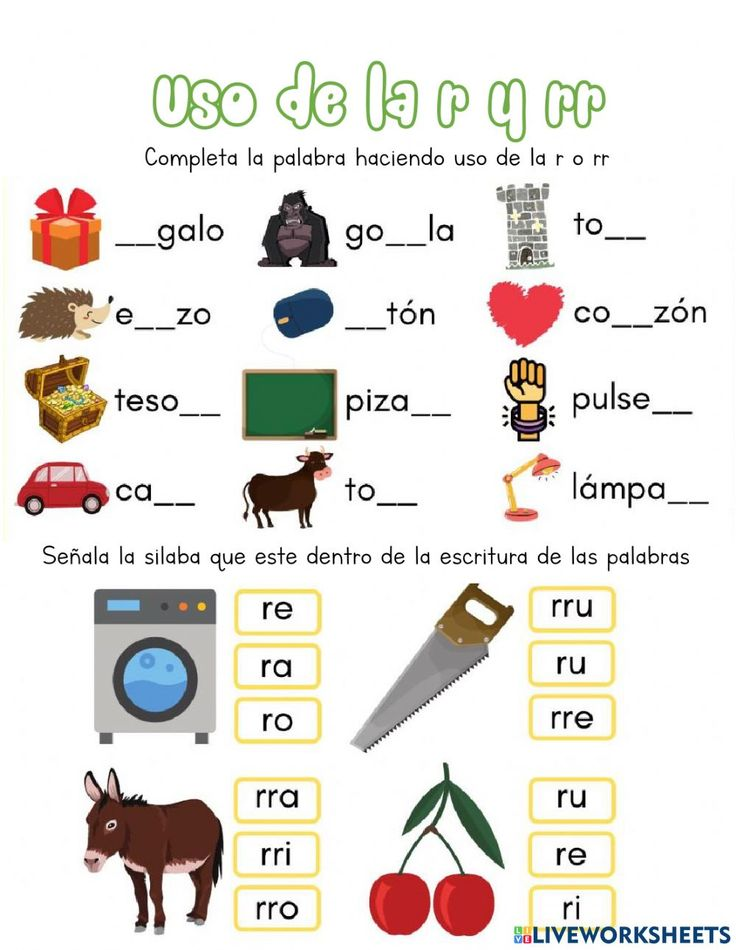 uso de la r y rr
Completa la palabra haciendo uso de la r o rr
__galo go__la to__
e__zo __tón co__zón
teso__ piza__ pulse__
ca__ to__ lámpa__
Señala la silaba que este dentro de la escritura de las palabras
re rru
ra ru
ro rre
rra ru
rri re
rro ri
LIVE LIVEWORKSHEETS